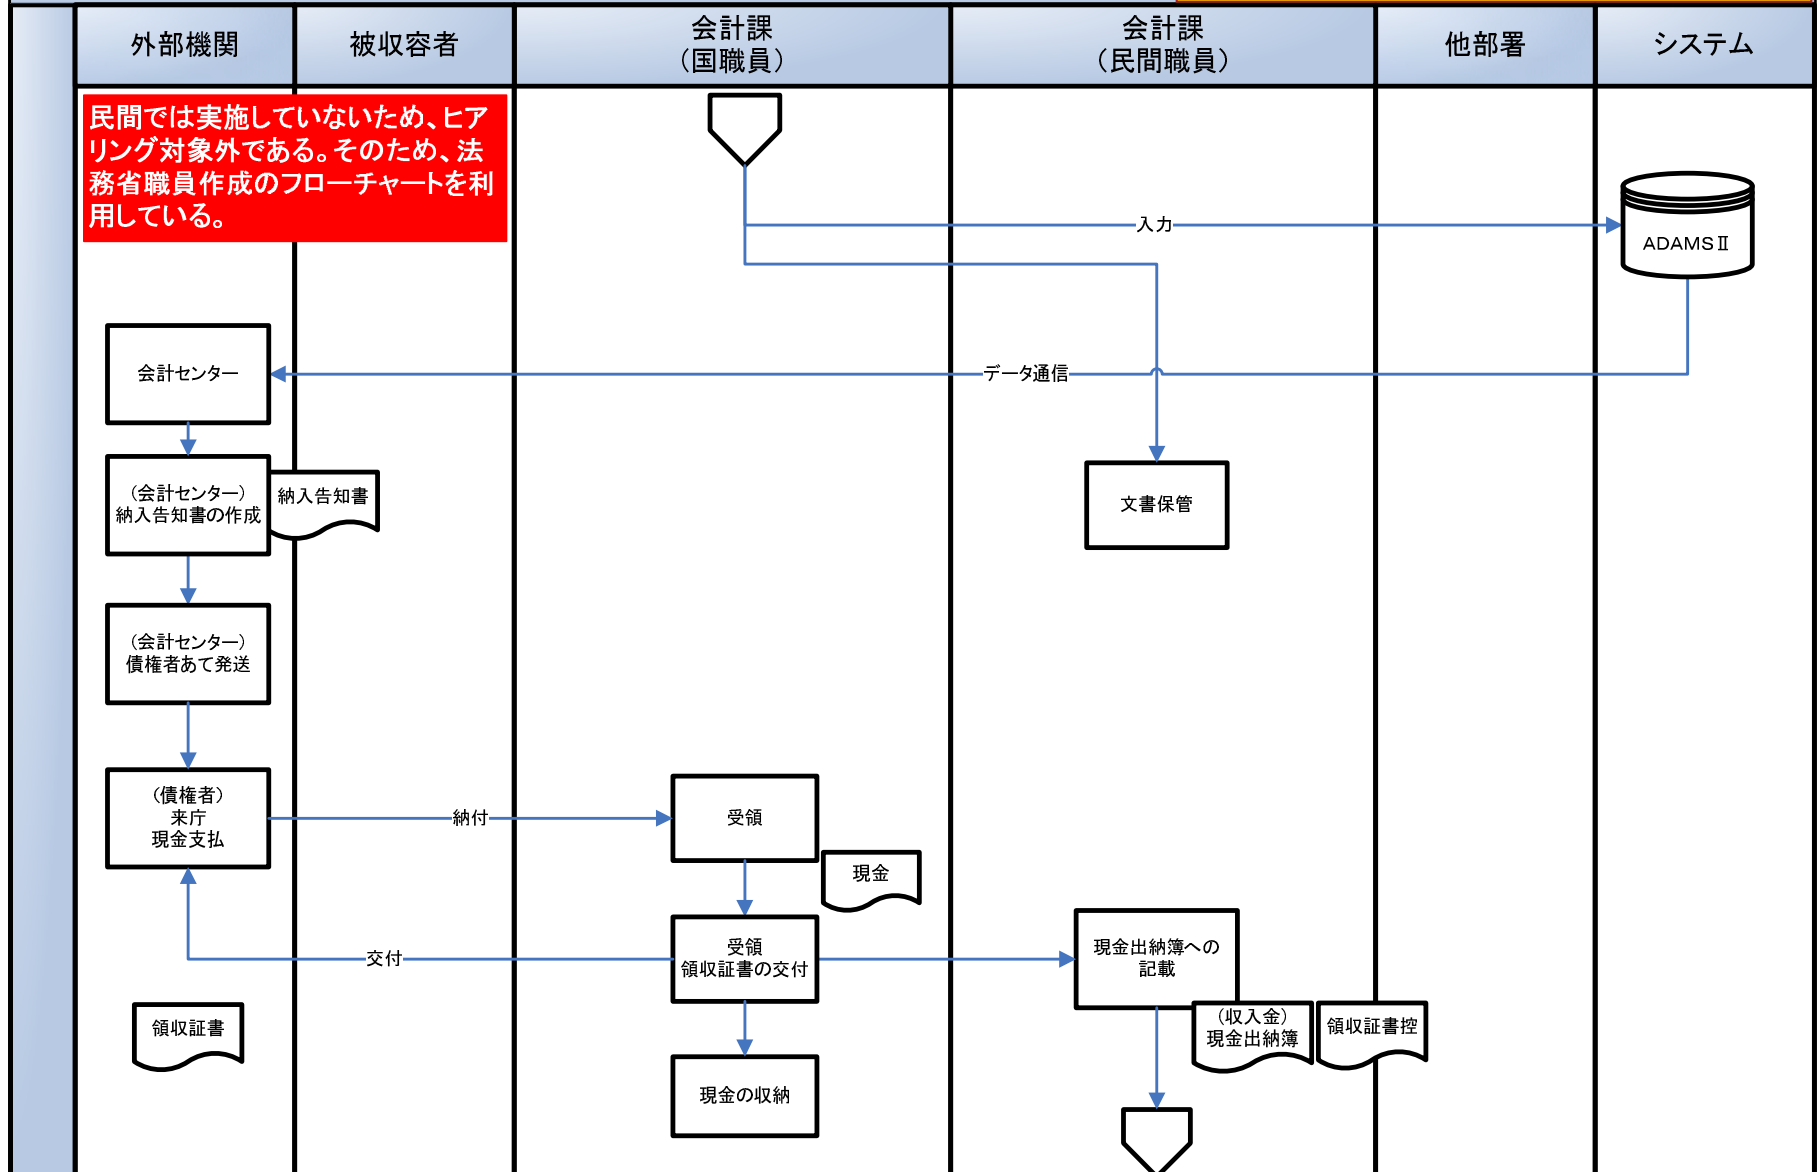 外部機関
被収容者
会計課
（国職員）
会計課
（民間職員）
他部署
システム
民間では実施していないため、ヒア
リング対象外である。そのため、法
務省職員作成のフローチャートを利
用している。
入力
ADAMSⅡ
会計センター
データ通信
（会計センター）
納入告知書の作成
納入告知書
文書保管
（会計センター）
債権者あて発送
（債権者）
来庁
現金支払
納付
受領
現金
受領
領収証書の交付
交付
現金出納簿への
記載
領収証書
（収入金）
現金出納簿
領収証書控
現金の収納